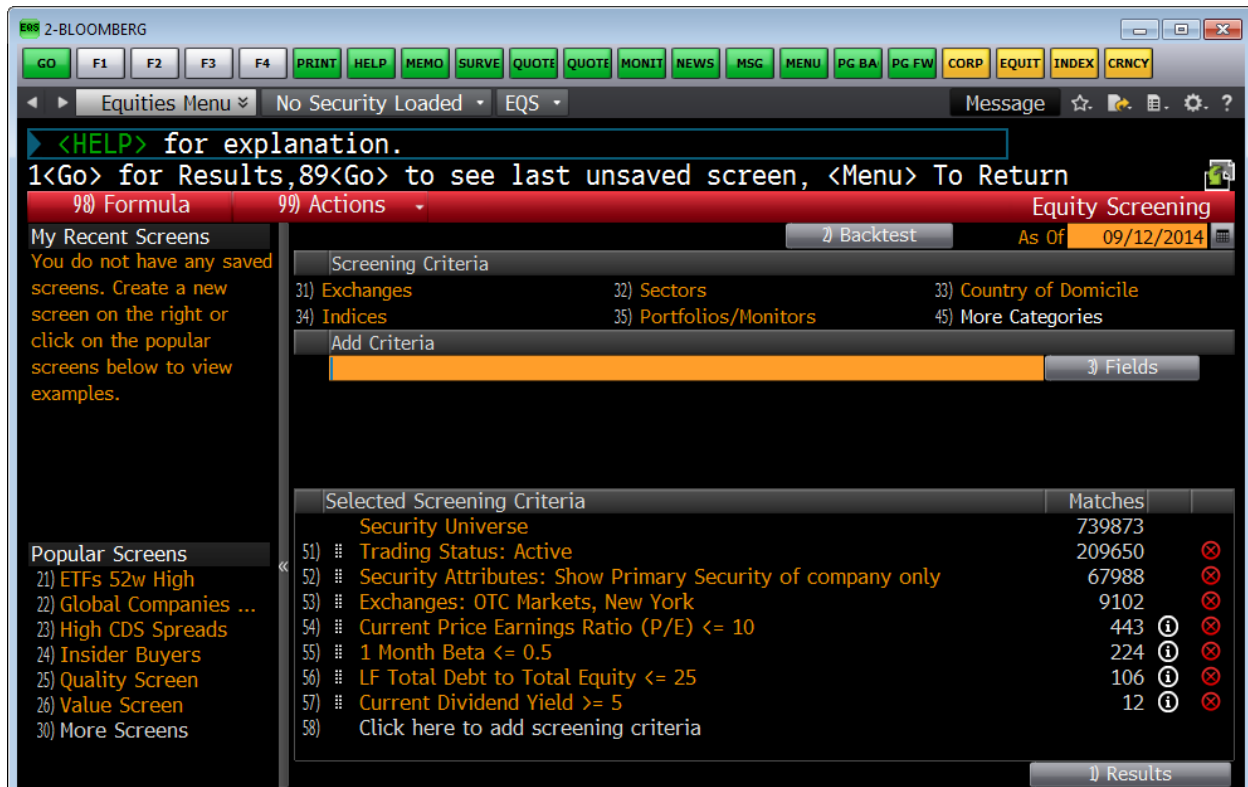 EQS 2-BLOOMBERG
GO F1 F2 F3 F4 PRINT HELP MEMO SURVE QUOTE QUOTE MONIT NEWS MSG MENU PG BA PG FW CORP EQUIT INDEX CRNCY
Equities Menu No Security Loaded EQS Message ?
<HELP> for explanation.
1<Go> for Results,89<Go> to see last unsaved screen, <Menu> To Return
98) Formula 99) Actions Equity Screening
My Recent Screens
You do not have any saved
screens. Create a new
screen on the right or
click on the popular
screens below to view
examples.
2) Backtest As Of 09/12/2014
Screening Criteria
31) Exchanges 32) Sectors 33) Country of Domicile
34) Indices 35) Portfolios/Monitors 45) More Categories
Add Criteria
3) Fields
Selected Screening Criteria Matches
Security Universe 739873
51) Trading Status: Active 209650
52) Security Attributes: Show Primary Security of company only 67988
53) Exchanges: OTC Markets, New York 9102
54) Current Price Earnings Ratio (P/E) <= 10 443
55) 1 Month Beta <= 0.5 224
56) LF Total Debt to Total Equity <= 25 106
57) Current Dividend Yield >= 5 12
58) Click here to add screening criteria
Popular Screens
21) ETFs 52w High
22) Global Companies ...
23) High CDS Spreads
24) Insider Buyers
25) Quality Screen
26) Value Screen
30) More Screens
1) Results